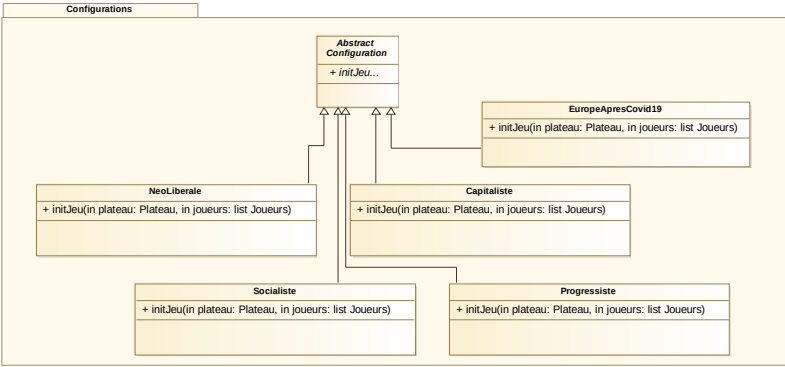 Configurations
Abstract
Configuration
+ initJeu...
EuropeApresCovid19
+ initJeu(in plateau: Plateau, in joueurs: list Joueurs)
NeoLiberale
+ initJeu(in plateau: Plateau, in joueurs: list Joueurs)
Capitaliste
+ initJeu(in plateau: Plateau, in joueurs: list Joueurs)
Socialiste
+ initJeu(in plateau: Plateau, in joueurs: list Joueurs)
Progressiste
+ initJeu(in plateau: Plateau, in joueurs: list Joueurs)